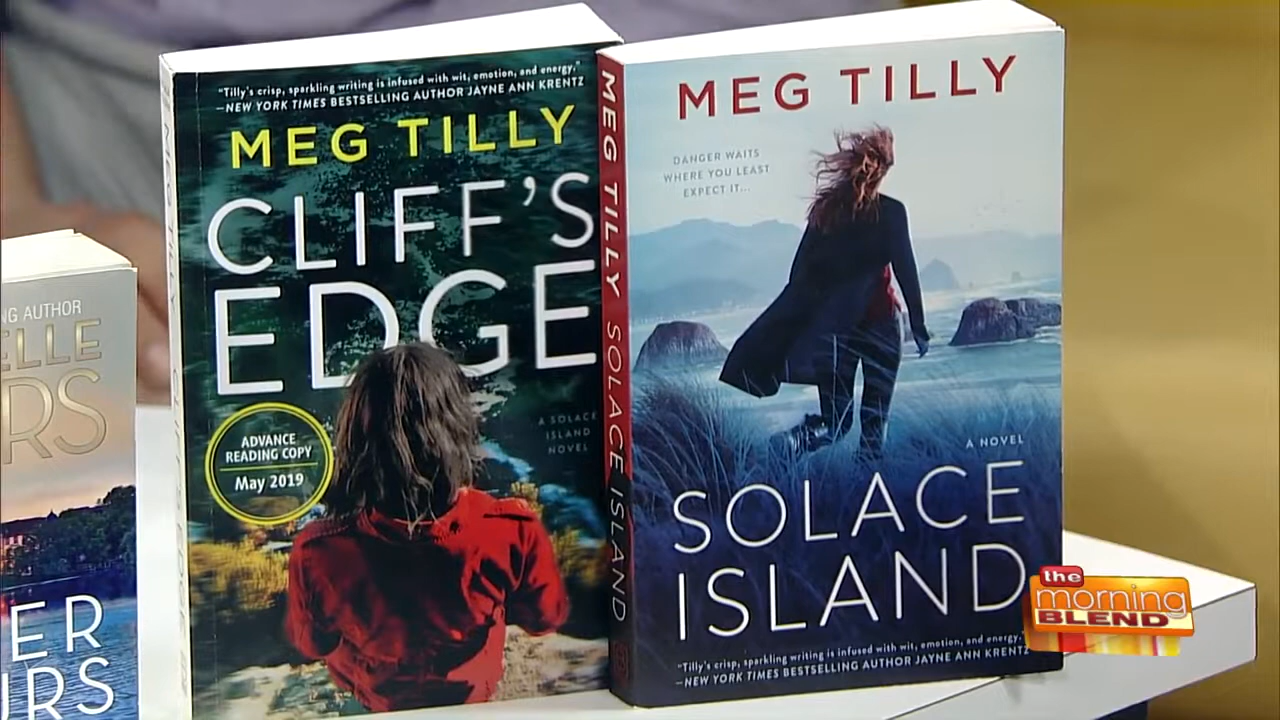 NG AUTHOR
ELLE
RS
ER
URS
"Tilly's crisp, sparkling writing is infused with wit, emotion, and energy."
—NEW YORK TIMES BESTSELLING AUTHOR JAYNE ANN KRENTZ
MEG TILLY
CLIFF'S
EDGE
ADVANCE
READING COPY
May 2019
A SOLACE
ISLAND
NOVEL
MEG TILLY SOLACE ISLAND
MEG TILLY
DANGER WAITS
WHERE YOU LEAST
EXPECT IT...
A NOVEL
SOLACE
ISLAND
"Tilly's crisp, sparkling writing is infused with wit, emotion, and energy."
—NEW YORK TIMES BESTSELLING AUTHOR JAYNE ANN KRENTZ
the
morning
BLEND